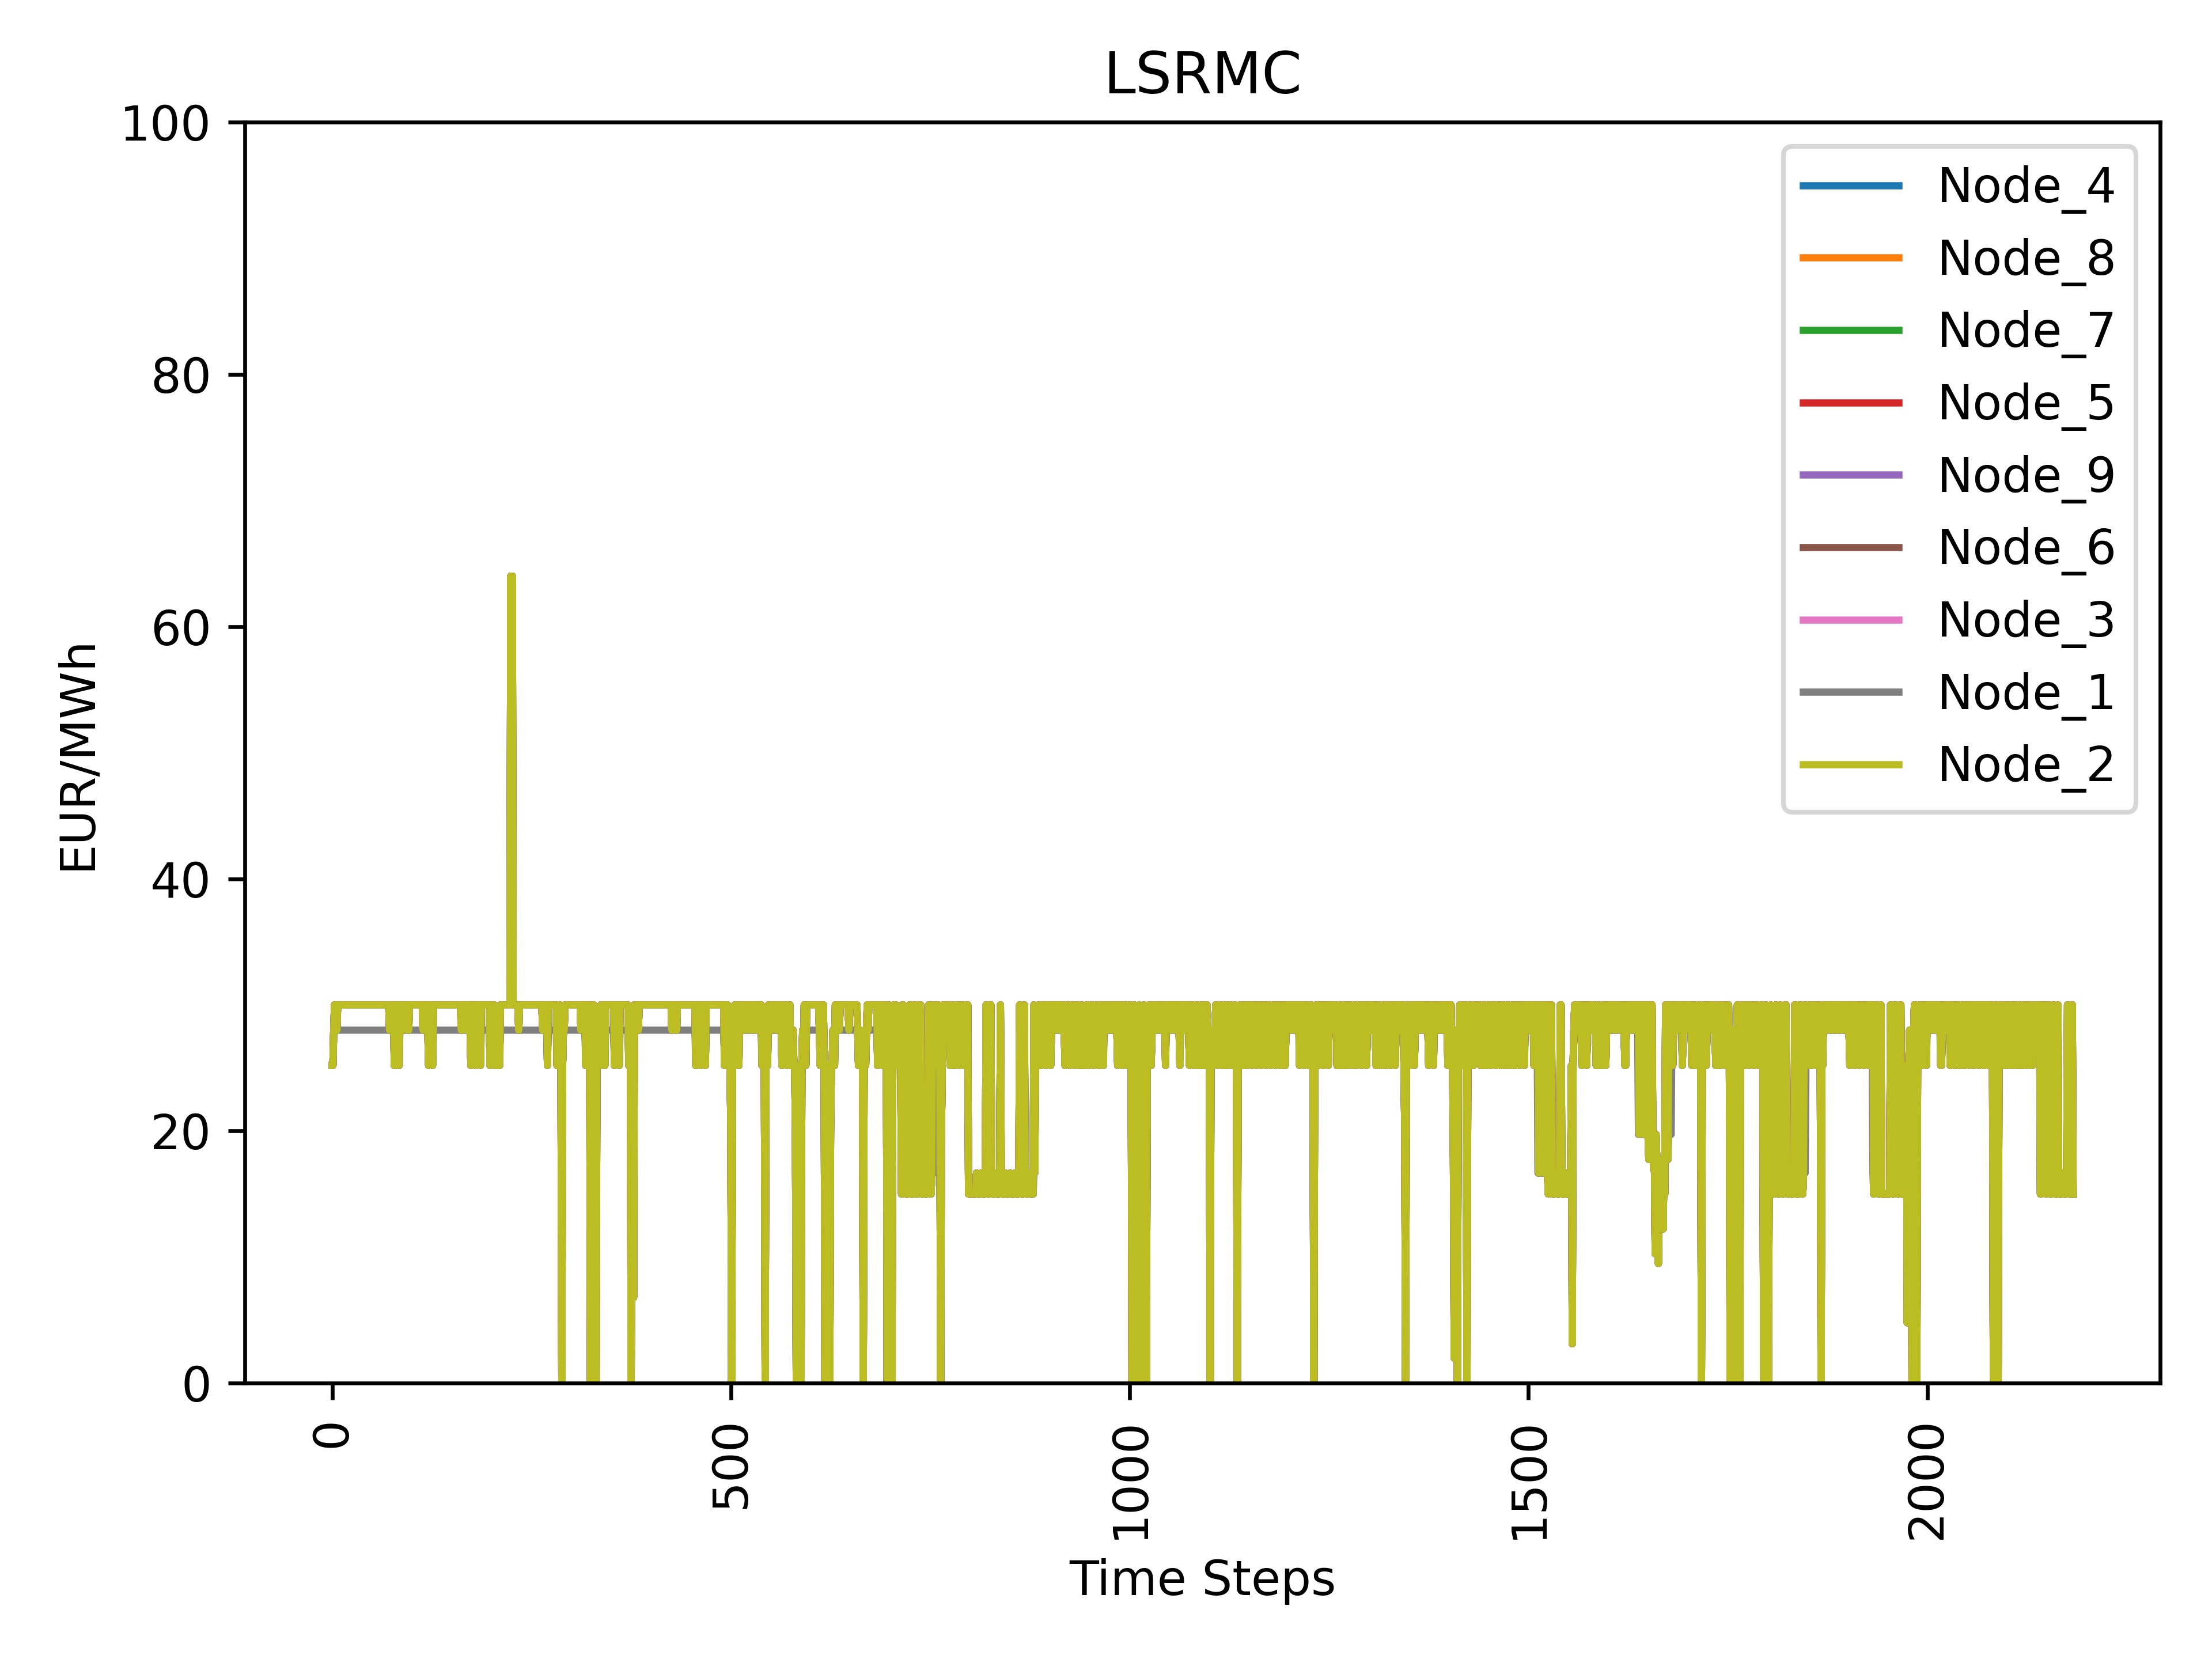 LSRMC
100
80
60
40
20
0
EUR/MWh
Node_4
Node_8
Node_7
Node_5
Node_9
Node_6
Node_3
Node_1
Node_2
0
500
1000
1500
2000
Time Steps